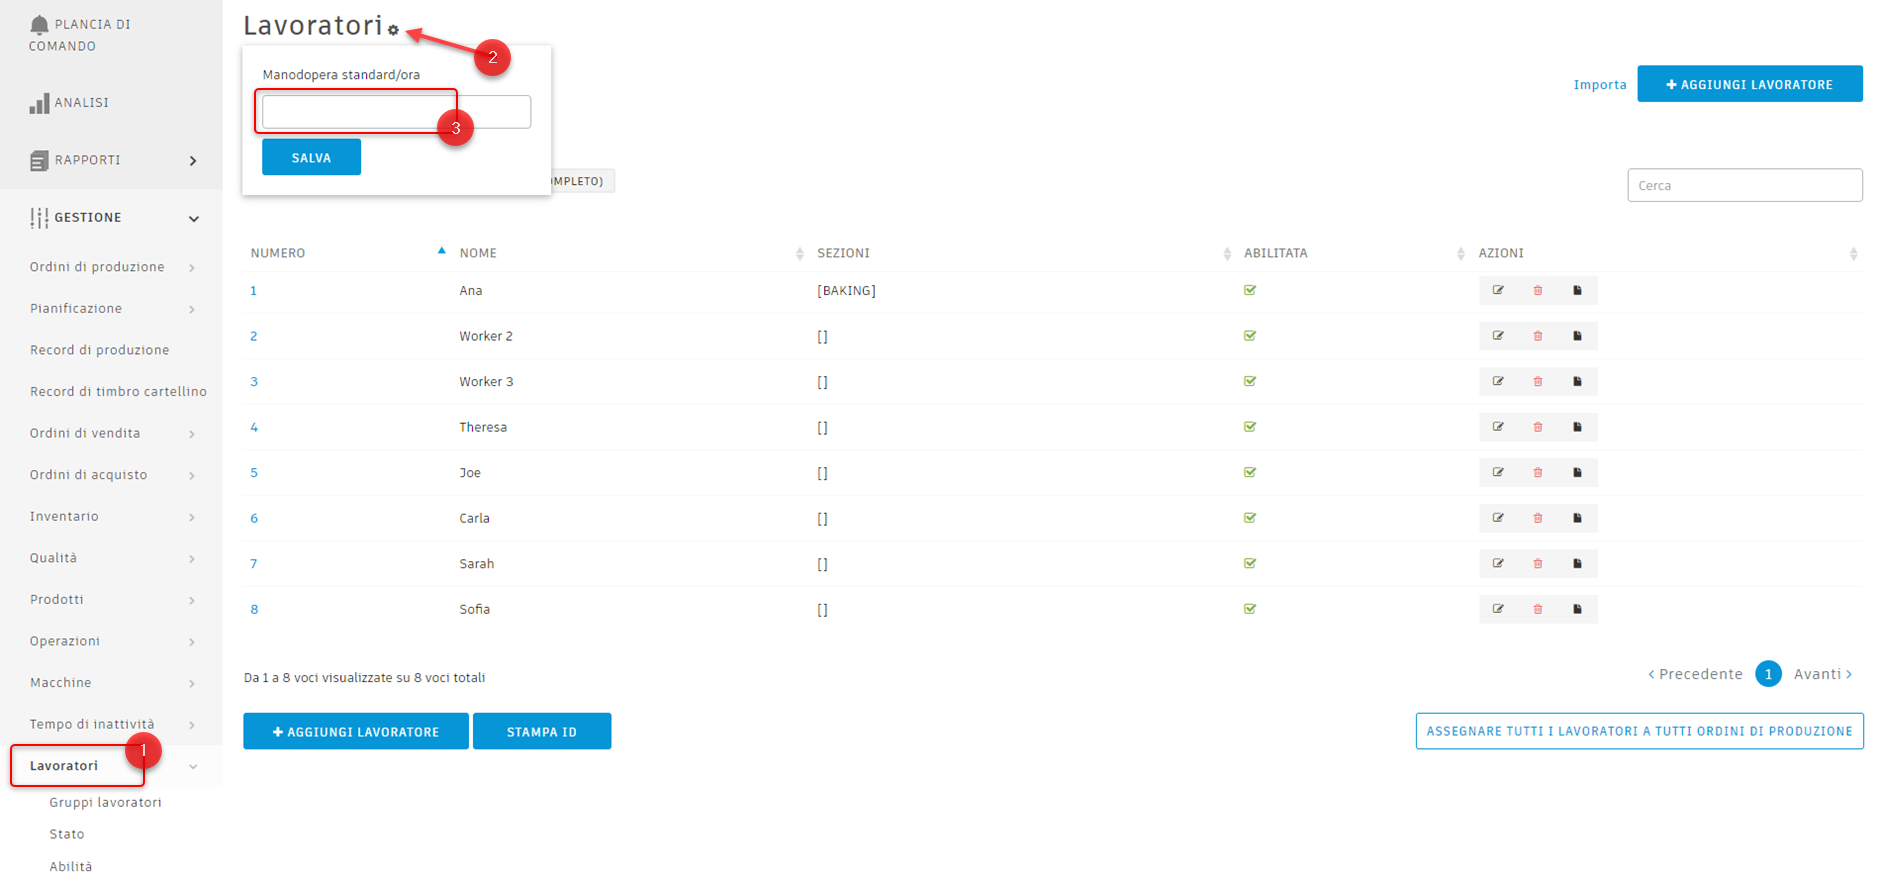 PLANCIA DI
COMANDO
ANALISI
RAPPORTI
GESTIONE
Ordini di produzione
Pianificazione
Record di produzione
Record di timbro cartellino
Ordini di vendita
Ordini di acquisto
Inventario
Qualità
Prodotti
Operazioni
Macchine
Tempo di inattività
1
Lavoratori
Gruppi lavoratori
Stato
Abilità
Lavoratori
2
Manodopera standard/ora
3
SALVA
OMPLETO)
Importa
+ AGGIUNGI LAVORATORE
Cerca
NUMERO NOME SEZIONI ABILITATA AZIONI
1 Ana [BAKING]
2 Worker 2 []
3 Worker 3 []
4 Theresa []
5 Joe []
6 Carla []
7 Sarah []
8 Sofia []
Da 1 a 8 voci visualizzate su 8 voci totali
‹ Precedente 1 Avanti ›
+ AGGIUNGI LAVORATORE STAMPA ID
ASSEGNARE TUTTI I LAVORATORI A TUTTI ORDINI DI PRODUZIONE